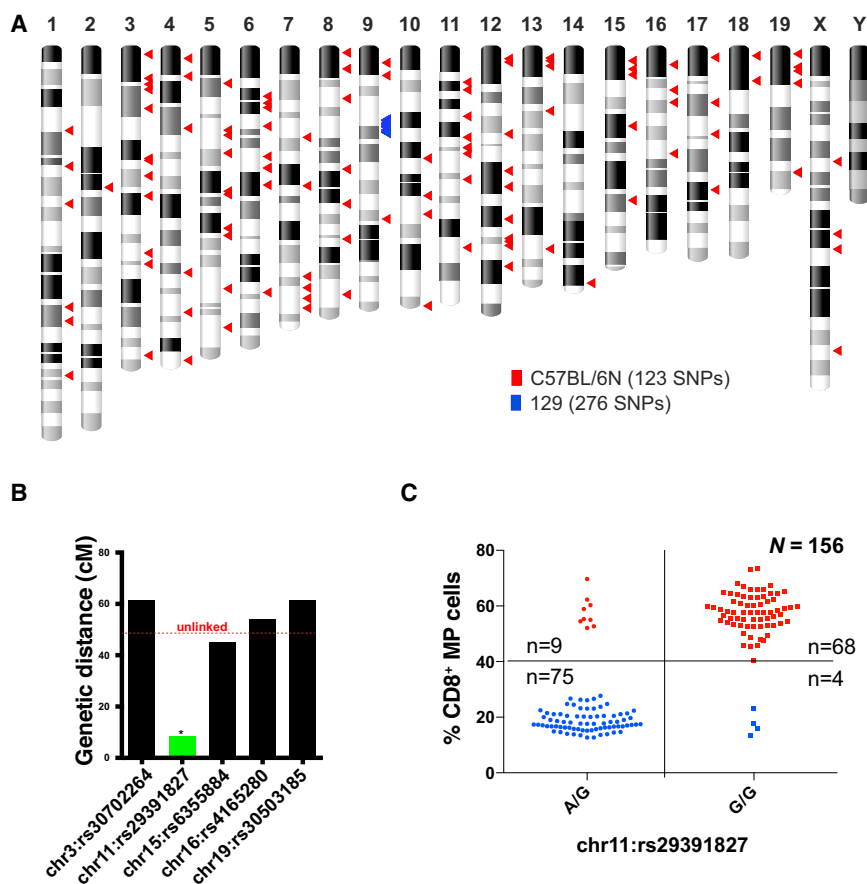 A
1 2 3 4 5 6 7 8 9 10 11 12 13 14 15 16 17 18 19 X Y
C57BL/6N (123 SNPs)
129 (276 SNPs)
B
Genetic distance (cM)
80
60
40
20
0
unlinked
*
chr3:rs30702264
chr11:rs29391827
chr15:rs6355884
chr16:rs4165280
chr19:rs30503185
C
N = 156
% CD8⁺ MP cells
80
60
40
20
0
n=9
n=68
n=75
n=4
A/G
G/G
chr11:rs29391827